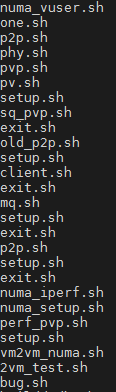 numa_vuser.sh
one.sh
p2p.sh
phy.sh
pvp.sh
pv.sh
setup.sh
sq_pvp.sh
exit.sh
old_p2p.sh
setup.sh
client.sh
exit.sh
mq.sh
setup.sh
exit.sh
p2p.sh
setup.sh
exit.sh
numa_iperf.sh
numa_setup.sh
perf_pvp.sh
setup.sh
vm2vm_numa.sh
2vm_test.sh
bug.sh